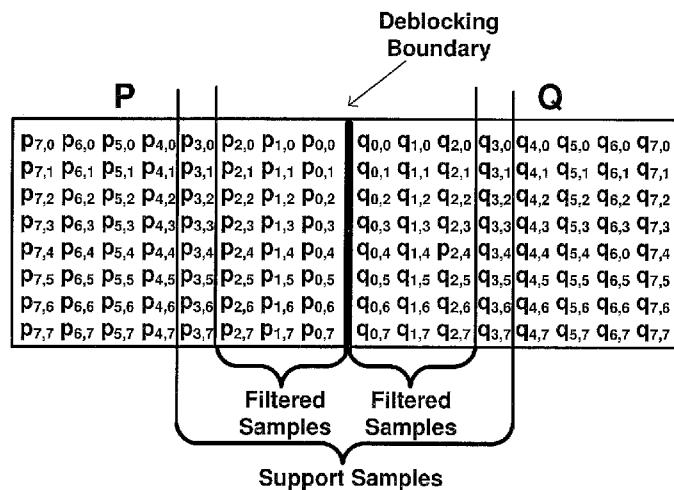 Deblocking
Boundary
P Q
p7,0 p6,0 p5,0 p4,0 p3,0 p2,0 p1,0 p0,0 q0,0 q1,0 q2,0 q3,0 q4,0 q5,0 q6,0 q7,0
p7,1 p6,1 p5,1 p4,1 p3,1 p2,1 p1,1 p0,1 q0,1 q1,1 q2,1 q3,1 q4,1 q5,1 q6,1 q7,1
p7,2 p6,2 p5,2 p4,2 p3,2 p2,2 p1,2 p0,2 q0,2 q1,2 q2,2 q3,2 q4,2 q5,2 q6,2 q7,2
p7,3 p6,3 p5,3 p4,3 p3,3 p2,3 p1,3 p0,3 q0,3 q1,3 q2,3 q3,3 q4,3 q5,3 q6,3 q7,3
p7,4 p6,4 p5,4 p4,4 p3,4 p2,4 p1,4 p0,4 q0,4 q1,4 p2,4 q3,4 q4,4 q5,4 q6,0 q7,4
p7,5 p6,5 p5,5 p4,5 p3,5 p2,5 p1,5 p0,5 q0,5 q1,5 q2,5 q3,5 q4,5 q5,5 q6,5 q7,5
p7,6 p6,6 p5,6 p4,6 p3,6 p2,6 p1,6 p0,6 q0,6 q1,6 q2,6 q3,6 q4,6 q5,6 q6,6 q7,6
p7,7 p6,7 p5,7 p4,7 p3,7 p2,7 p1,7 p0,7 q0,7 q1,7 q2,7 q3,7 q4,7 q5,7 q6,7 q7,7
Filtered Filtered
Samples Samples
Support Samples